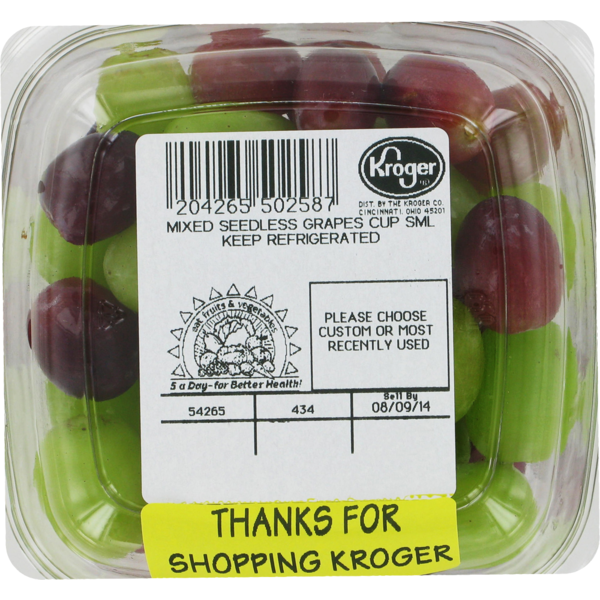 Kroger
204265 502587
DIST. BY THE KROGER CO.
CINCINNATI, OHIO 45201
MIXED SEEDLESS GRAPES CUP SML
KEEP REFRIGERATED
eat fruits & vegetables
5 a Day-for Better Health!
PLEASE CHOOSE
CUSTOM OR MOST
RECENTLY USED
Sell By
54265 434 08/09/14
THANKS FOR
SHOPPING KROGER